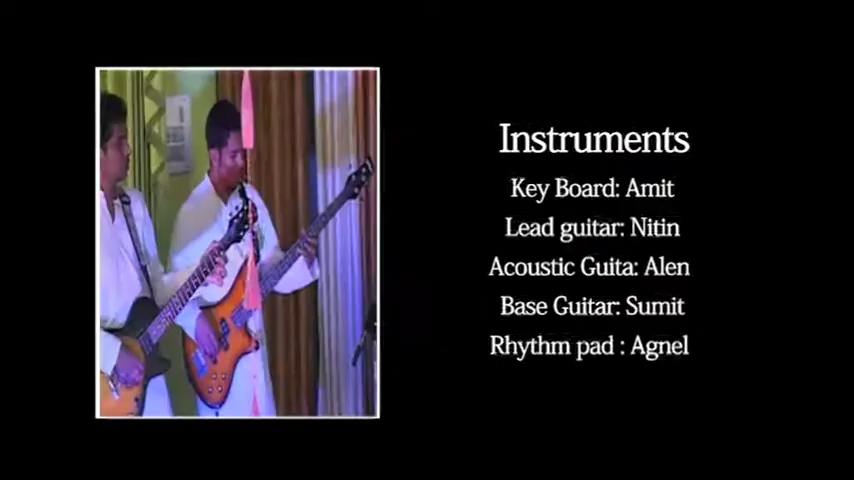 Instruments
Key Board: Amit
Lead guitar: Nitin
Acoustic Guita: Alen
Base Guitar: Sumit
Rhythm pad : Agnel